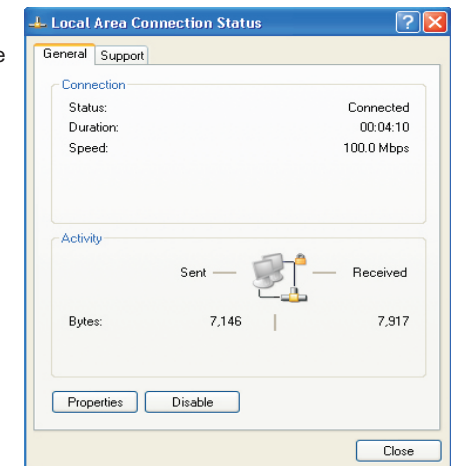 Local Area Connection Status
e
General Support
Connection
Status: Connected
Duration: 00:04:10
Speed: 100.0 Mbps
Activity
Sent Received
Bytes: 7,146 7,917
Properties Disable
Close